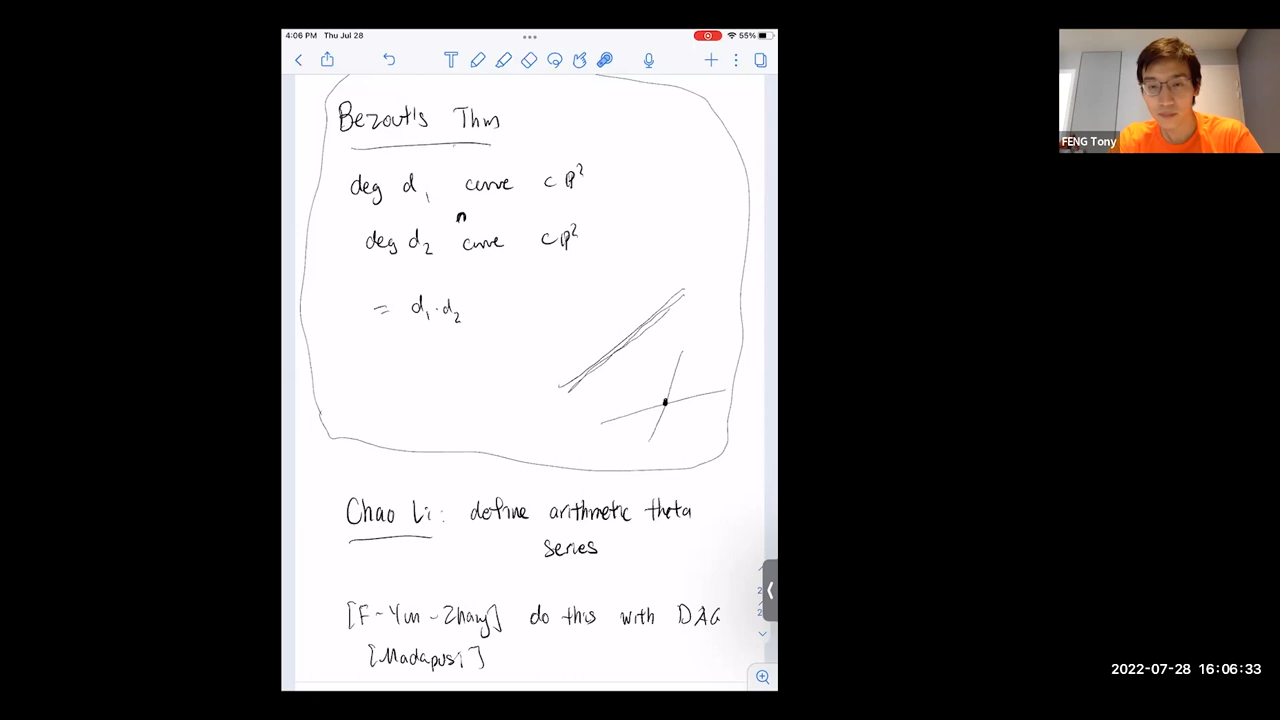 4:06 PM Thu Jul 28
55%
Bezout's Thm
deg d₁ curve ⊂ ℙ²
∩
deg d₂ curve ⊂ ℙ²
= d₁·d₂
Chao Li: define arithmetic theta
series
[F-Yun-Zhang] do this with DAG
[Madapusi]
FENG Tony
2022-07-28 16:06:33